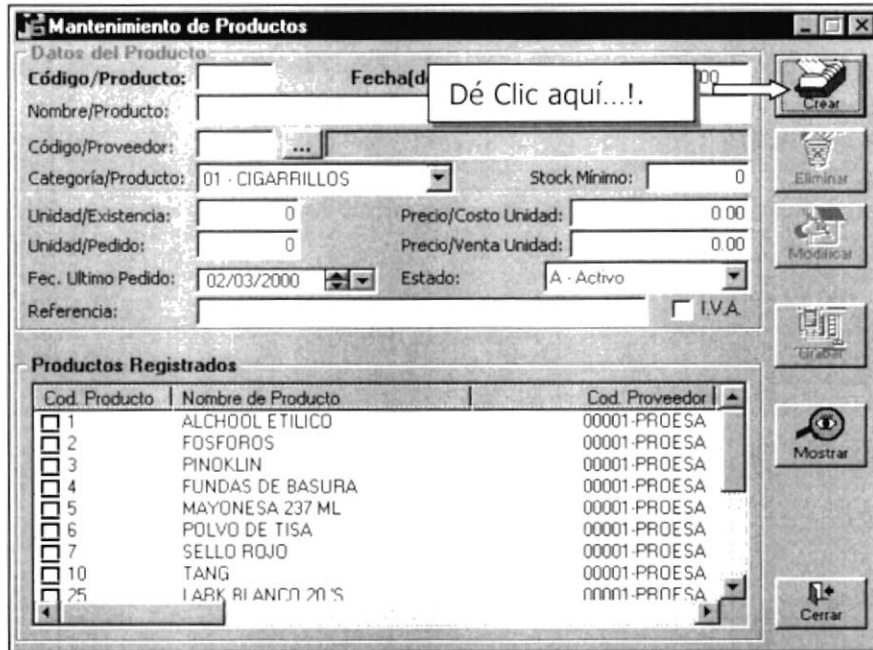 Mantenimiento de Productos
Datos del Producto
Código/Producto:
Fecha(de
00
Dé Clic aquí...!.
Crear
Nombre/Producto:
Código/Proveedor:
...
Eliminar
Categoría/Producto:
01 - CIGARRILLOS
Stock Mínimo:
0
Unidad/Existencia:
0
Precio/Costo Unidad:
0.00
Modificar
Unidad/Pedido:
0
Precio/Venta Unidad:
0.00
Fec. Ultimo Pedido:
02/03/2000
Estado:
A - Activo
Referencia:
I.V.A.
Grabar
Productos Registrados
Cod. Producto Nombre de Producto Cod. Proveedor
1 ALCHOOL ETILICO 00001-PROESA
2 FOSFOROS 00001-PROESA
3 PINOKLIN 00001-PROESA
4 FUNDAS DE BASURA 00001-PROESA
5 MAYONESA 237 ML 00001-PROESA
6 POLVO DE TISA 00001-PROESA
7 SELLO ROJO 00001-PROESA
10 TANG 00001-PROESA
25 LARK BLANCO 20 'S 00001-PROESA
Mostrar
Cerrar